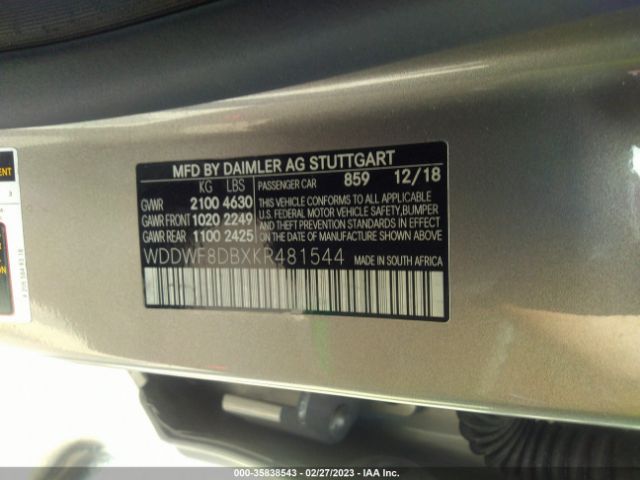 MFD BY DAIMLER AG STUTTGART
KG LBS
GVWR 2100 4630
GAWR FRONT 1020 2249
GAWR REAR 1100 2425
PASSENGER CAR 859 12/18
THIS VEHICLE CONFORMS TO ALL APPLICABLE
U.S. FEDERAL MOTOR VEHICLE SAFETY, BUMPER
AND THEFT PREVENTION STANDARDS IN EFFECT
ON THE DATE OF MANUFACTURE SHOWN ABOVE
WDDWF8DBXKR481544 MADE IN SOUTH AFRICA
000-35838543 - 02/27/2023 - IAA Inc.